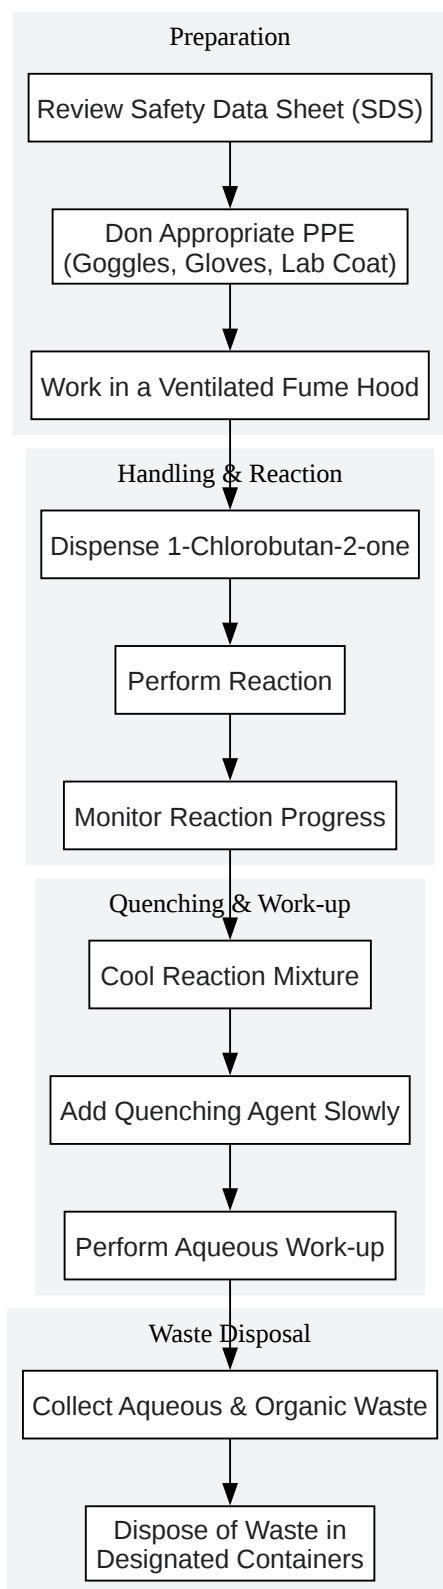 Preparation
Review Safety Data Sheet (SDS)
Don Appropriate PPE
(Goggles, Gloves, Lab Coat)
Work in a Ventilated Fume Hood
Handling & Reaction
Dispense 1-Chlorobutan-2-one
Perform Reaction
Monitor Reaction Progress
Quenching & Work-up
Cool Reaction Mixture
Add Quenching Agent Slowly
Perform Aqueous Work-up
Waste Disposal
Collect Aqueous & Organic Waste
Dispose of Waste in
Designated Containers